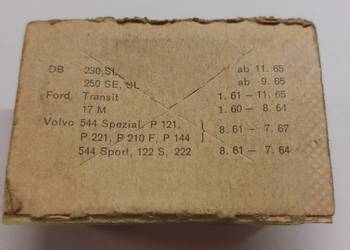 DB 230 SL ab 11. 65
250 SE, SL ab 9. 65
Ford, Transit 1. 61 – 11. 65
17 M 1. 60 – 8. 64
Volvo 544 Spezial, P 121,
P 221, P 210 F, P 144 } 8. 61 – 7. 67
544 Sport, 122 S, 222 8. 61 – 7. 64